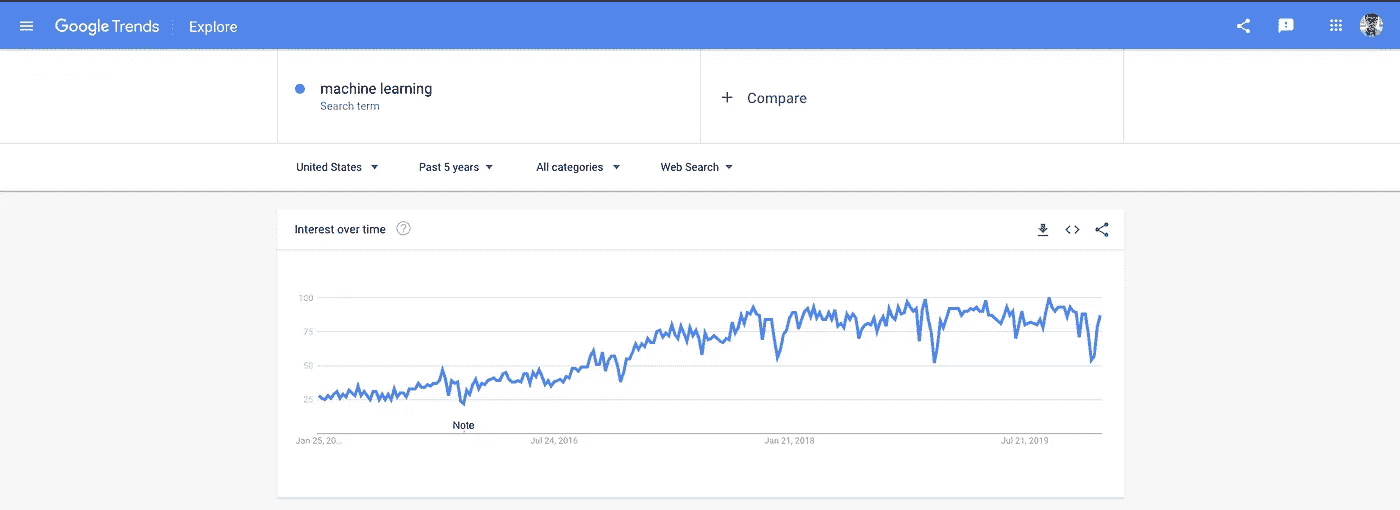 Google Trends Explore
machine learning
Search term
+ Compare
United States Past 5 years All categories Web Search
Interest over time ?
100
75
50
25
Note
Jan 25, 20... Jul 24, 2016 Jan 21, 2018 Jul 21, 2019